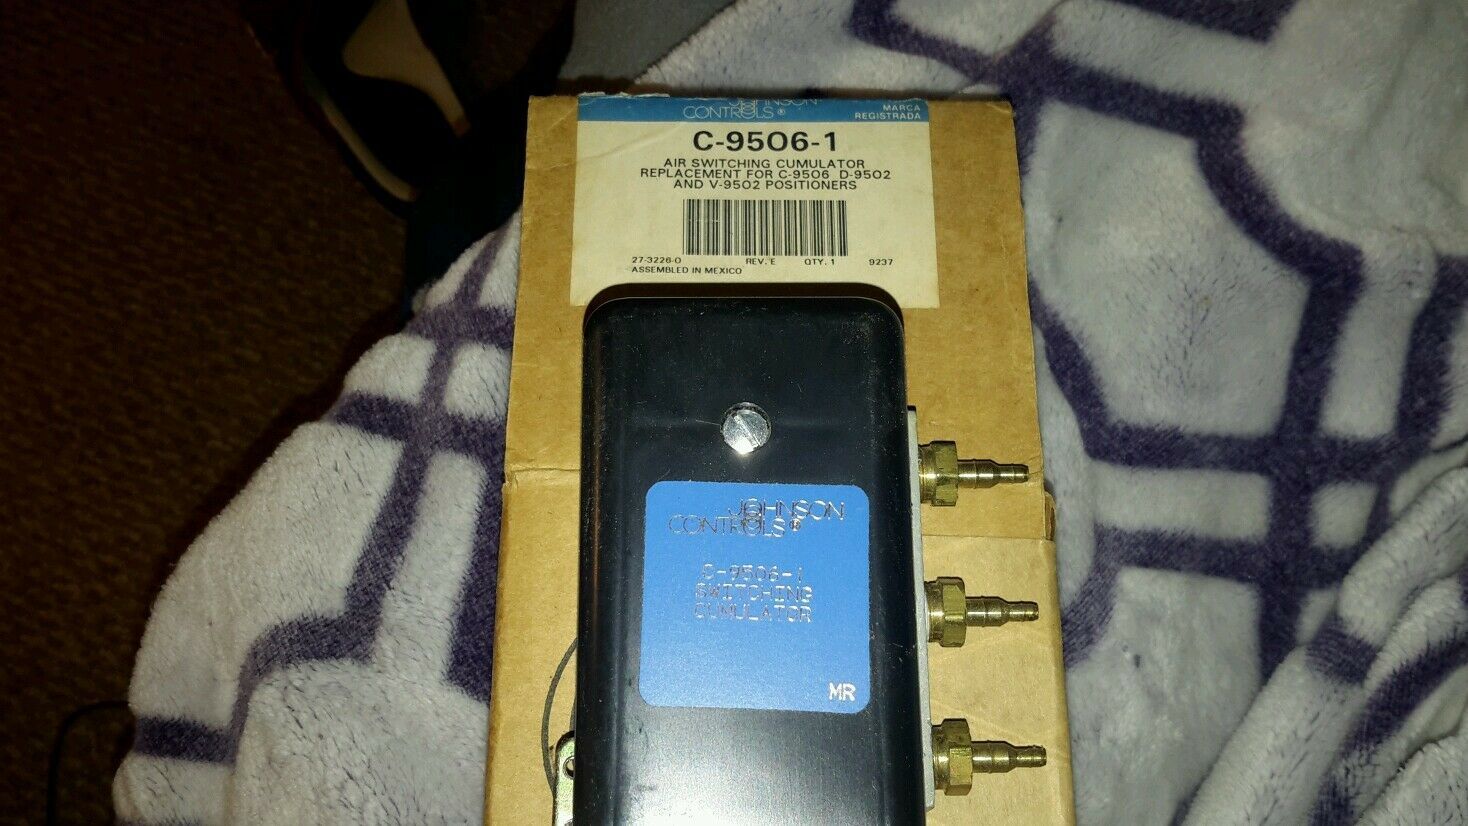 JOHNSON
CONTROLS®
MARCA
REGISTRADA
C-9506-1
AIR SWITCHING CUMULATOR
REPLACEMENT FOR C-9506 D-9502
AND V-9502 POSITIONERS
27-3226-0 REV. E QTY. 1 9237
ASSEMBLED IN MEXICO
JOHNSON
CONTROLS®
C-9506-1
SWITCHING
CUMULATOR
MR